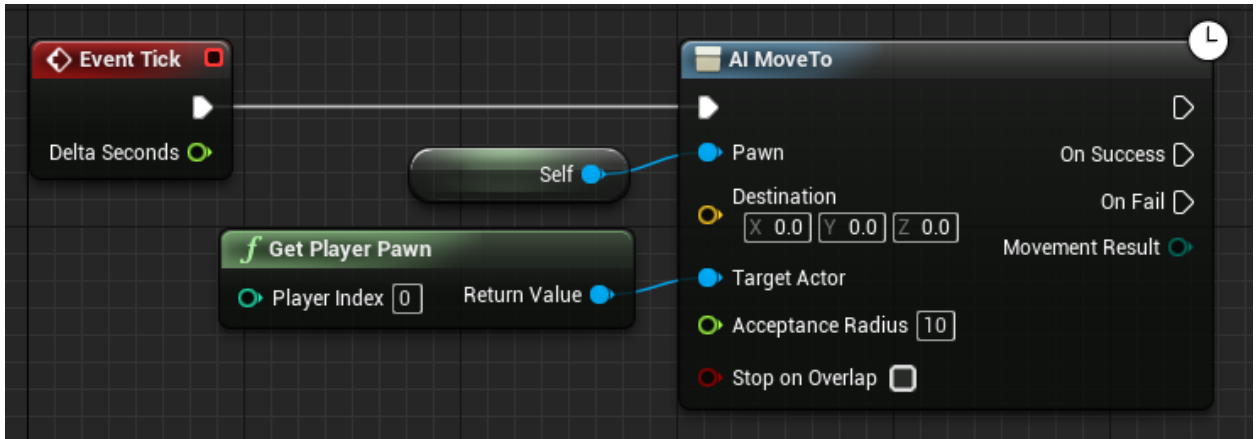 Event Tick
Delta Seconds
Self
Get Player Pawn
Player Index 0
Return Value
AI MoveTo
Pawn
On Success
Destination
X 0.0 Y 0.0 Z 0.0
On Fail
Movement Result
Target Actor
Acceptance Radius 10
Stop on Overlap